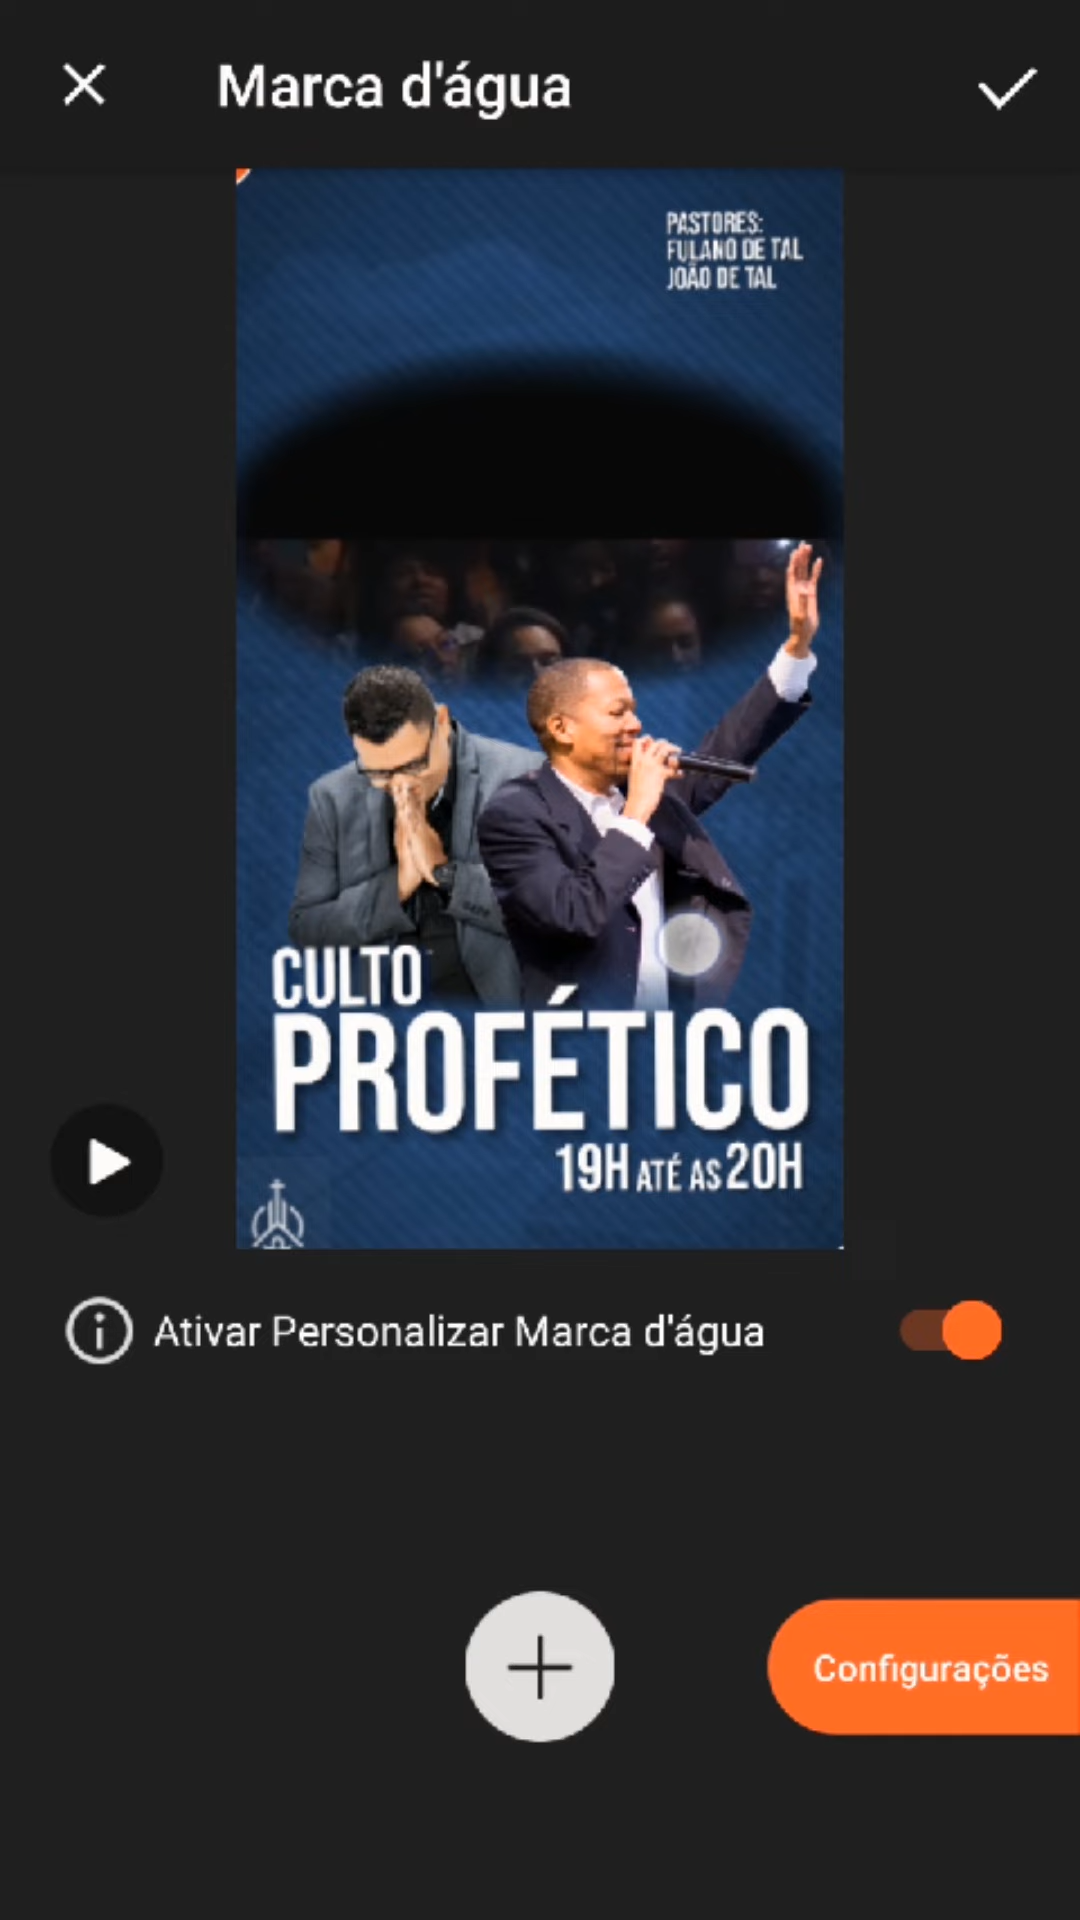 Marca d'água
PASTORES:
FULANO DE TAL
JOÃO DE TAL
CULTO
PROFÉTICO
19H ATÉ AS 20H
Ativar Personalizar Marca d'água
Configurações